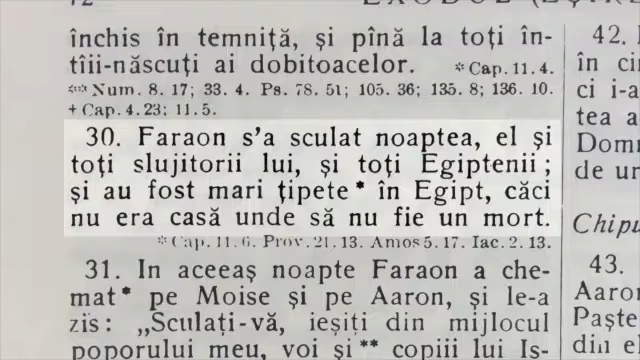 închis în temniţă, şi pînă la toţi în-
tîii-născuţi ai dobitoacelor. *Cap. 11. 4.
**Num. 8. 17; 33. 4. Ps. 78. 51; 105. 36; 135. 8; 136. 10.
+ Cap. 4. 23; 11. 5.
30. Faraon s'a sculat noaptea, el şi
toţi slujitorii lui, şi toţi Egiptenii;
şi au fost mari ţipete* în Egipt, căci
nu era casă unde să nu fie un mort.
*Cap. 11. 6. Prov. 21. 13. Amos 5. 17. Iac. 2. 13.
31. In aceeaş noapte Faraon a che-
mat* pe Moise şi pe Aaron, şi le-a
zis: „Sculaţi-vă, ieşiţi din mijlocul
poporului meu, voi şi** copiii lui Is-
42.
în
ci i-a
tea a
de ur
43.
Aaro
Paşte
din e